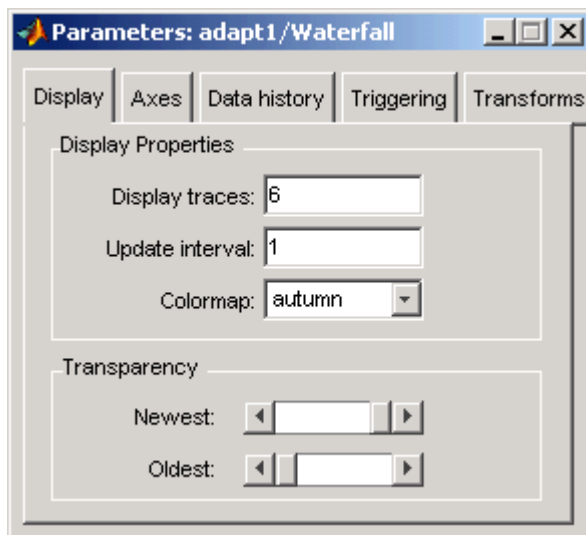 Parameters: adapt1/Waterfall
Display Axes Data history Triggering Transforms
Display Properties
Display traces: 6
Update interval: 1
Colormap: autumn
Transparency
Newest:
Oldest: